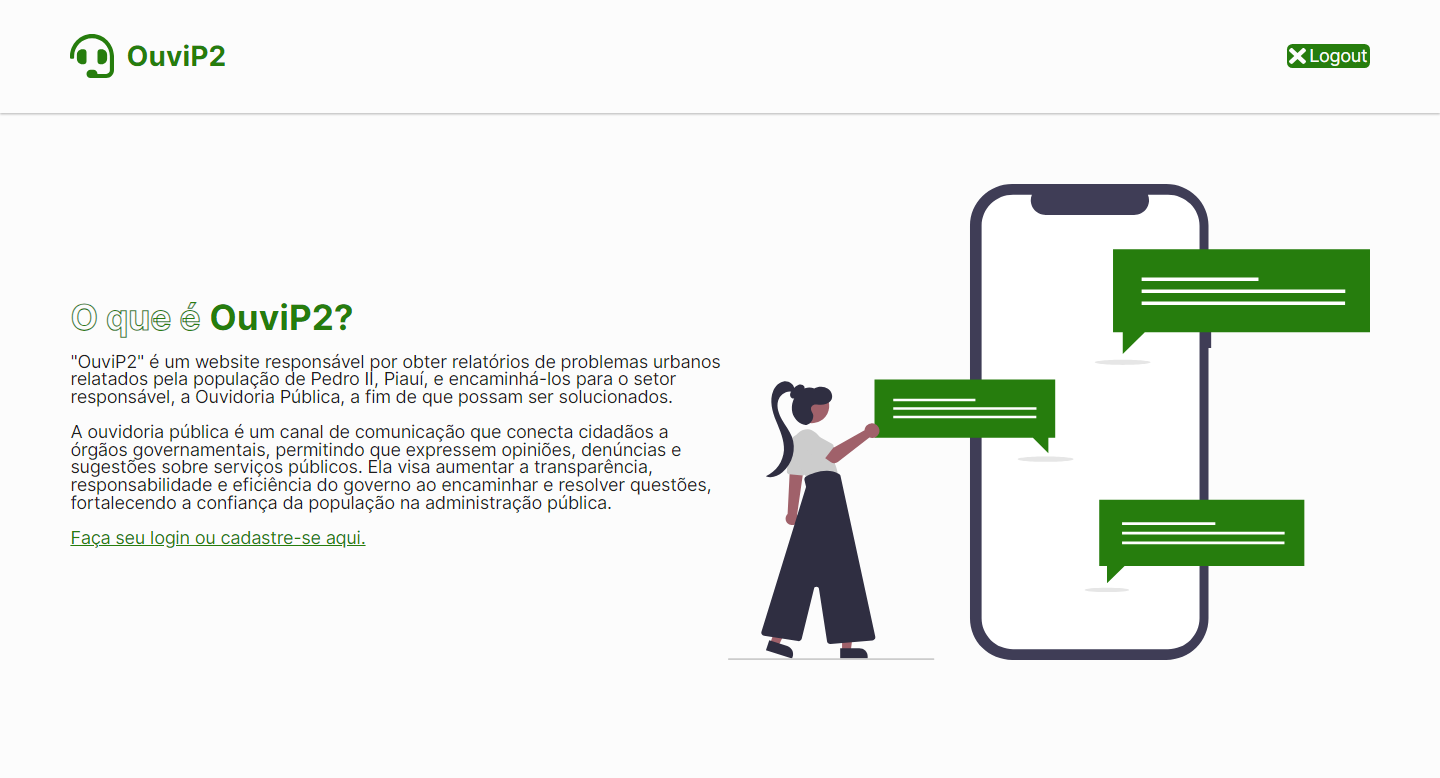 OuviP2
Logout
O que é OuviP2?
"OuviP2" é um website responsável por obter relatórios de problemas urbanos
relatados pela população de Pedro II, Piauí, e encaminhá-los para o setor
responsável, a Ouvidoria Pública, a fim de que possam ser solucionados.
A ouvidoria pública é um canal de comunicação que conecta cidadãos a
órgãos governamentais, permitindo que expressem opiniões, denúncias e
sugestões sobre serviços públicos. Ela visa aumentar a transparência,
responsabilidade e eficiência do governo ao encaminhar e resolver questões,
fortalecendo a confiança da população na administração pública.
Faça seu login ou cadastre-se aqui.